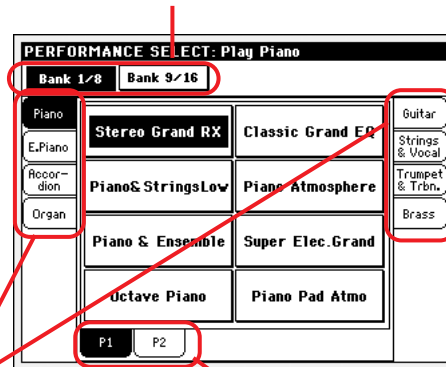 PERFORMANCE SELECT: Play Piano
Bank 1/8 Bank 9/16
Piano
E.Piano
Accor-
dion
Organ
Stereo Grand RX Classic Grand EQ
Piano& StringsLow Piano Atmosphere
Piano & Ensemble Super Elec.Grand
Octave Piano Piano Pad Atmo
Guitar
Strings
& Vocal
Trumpet
& Trbn.
Brass
P1 P2